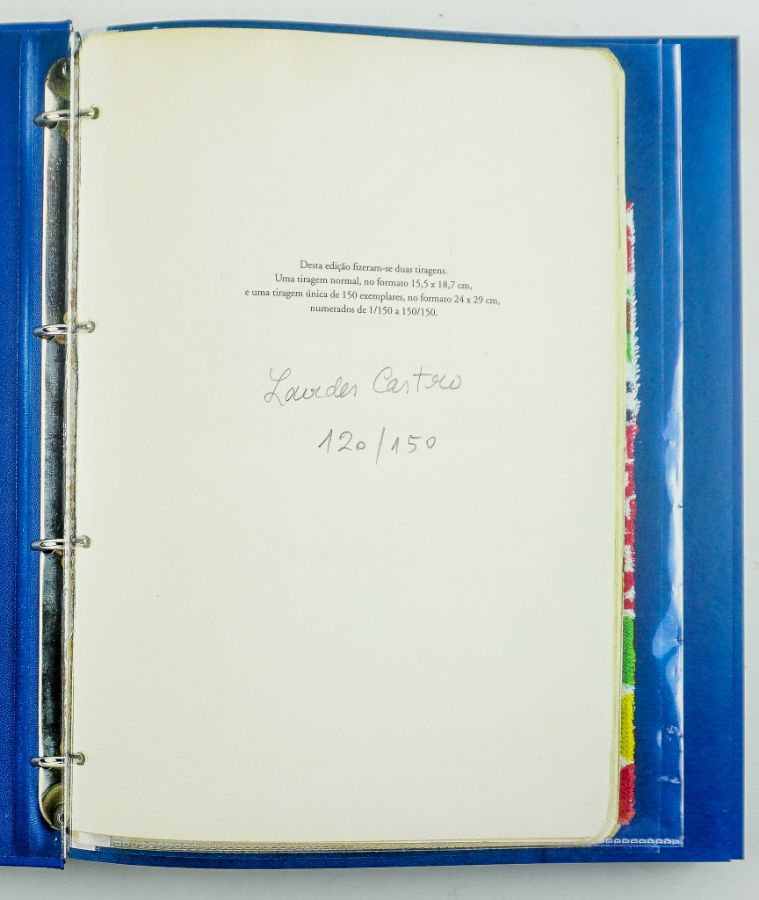 Desta edição fizeram-se duas tiragens.
Uma tiragem normal, no formato 15,5 x 18,7 cm,
e uma tiragem única de 150 exemplares, no formato 24 x 29 cm,
numerados de 1/150 a 150/150.
Lourdes Castro
120/150